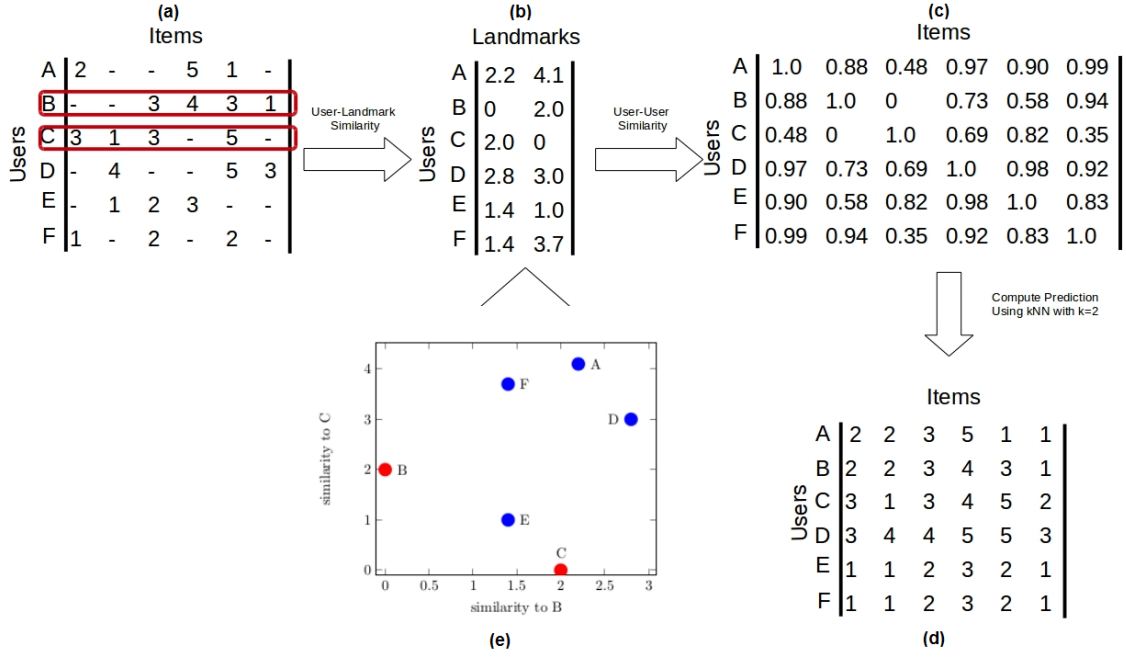 (a)
Items
A 2 - - 5 1 -
B - - 3 4 3 1
C 3 1 3 - 5 -
D - 4 - - 5 3
E - 1 2 3 - -
F 1 - 2 - 2 -
Users
User-Landmark
Similarity
(b)
Landmarks
A 2.2 4.1
B 0 2.0
C 2.0 0
D 2.8 3.0
E 1.4 1.0
F 1.4 3.7
Users
User-User
Similarity
(c)
Items
A 1.0 0.88 0.48 0.97 0.90 0.99
B 0.88 1.0 0 0.73 0.58 0.94
C 0.48 0 1.0 0.69 0.82 0.35
D 0.97 0.73 0.69 1.0 0.98 0.92
E 0.90 0.58 0.82 0.98 1.0 0.83
F 0.99 0.94 0.35 0.92 0.83 1.0
Users
Compute Prediction
Using kNN with k=2
Items
A 2 2 3 5 1 1
B 2 2 3 4 3 1
C 3 1 3 4 5 2
D 3 4 4 5 5 3
E 1 1 2 3 2 1
F 1 1 2 3 2 1
Users
(d)
4
3
2
1
0
similarity to C
A
F
D
B
E
C
0 0.5 1 1.5 2 2.5 3
similarity to B
(e)